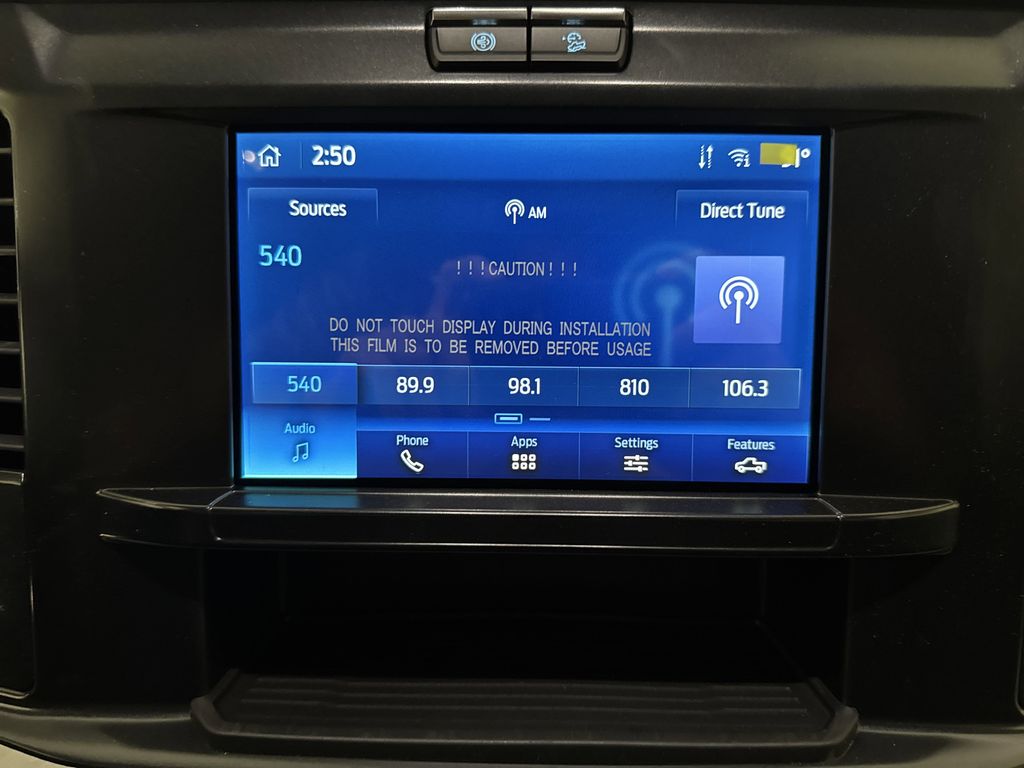 2:50
Sources
AM
Direct Tune
540
! ! ! CAUTION ! ! !
DO NOT TOUCH DISPLAY DURING INSTALLATION
THIS FILM IS TO BE REMOVED BEFORE USAGE
540 89.9 98.1 810 106.3
Audio Phone Apps Settings Features